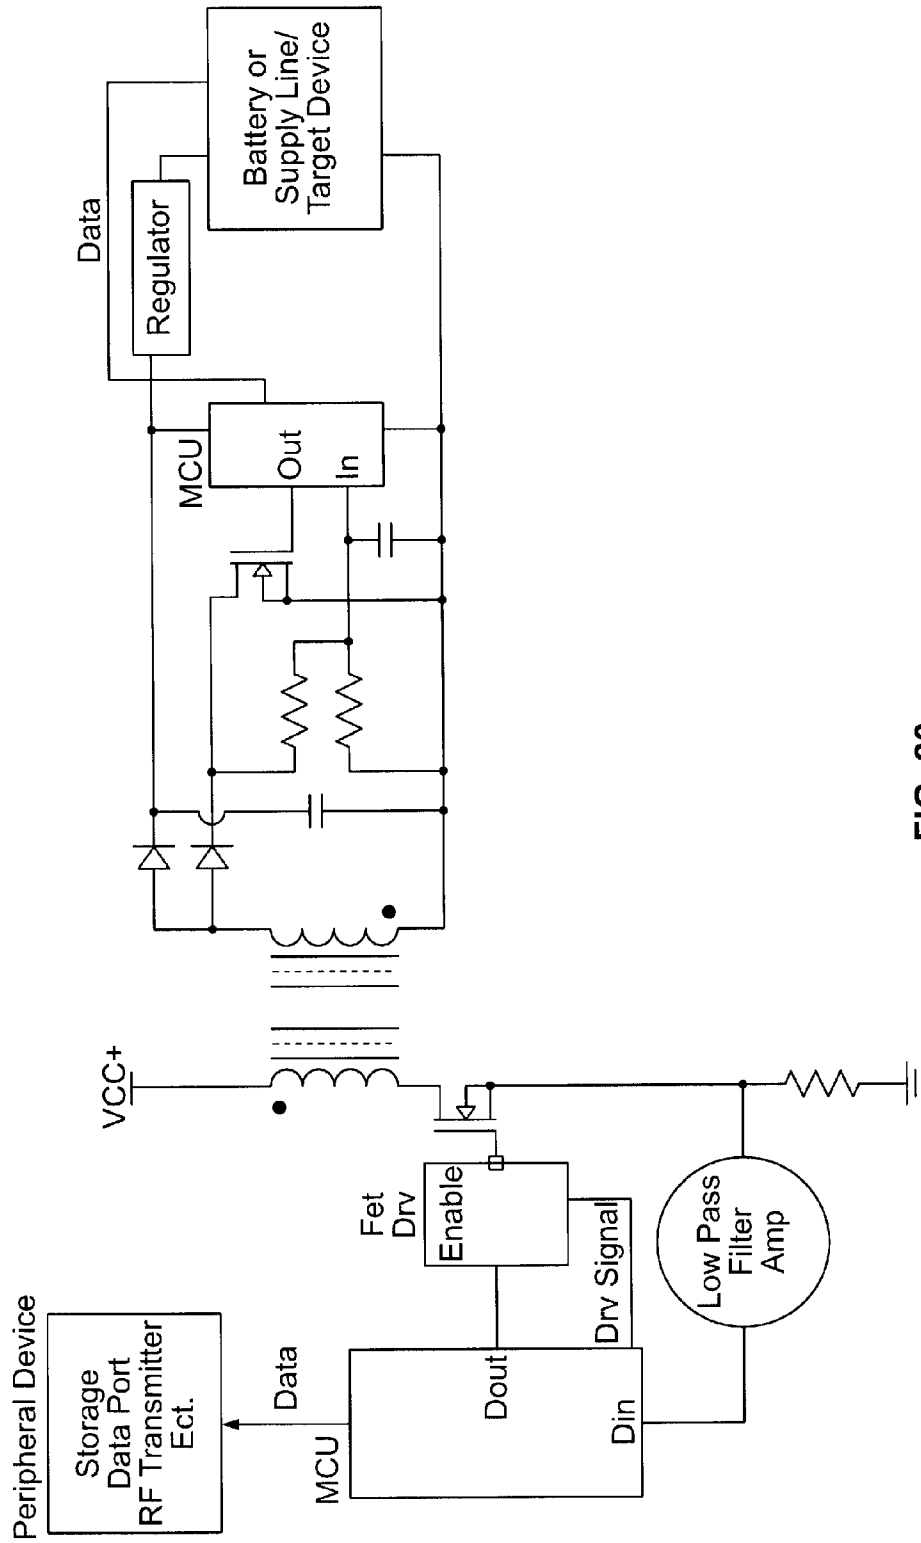 Peripheral Device
Storage
Data Port
RF Transmitter
Ect.
Data
MCU
Dout
Din
Drv Signal
Fet
Drv
Enable
Low Pass
Filter
Amp
VCC+
MCU
Out
In
Data
Regulator
Battery or
Supply Line/
Target Device